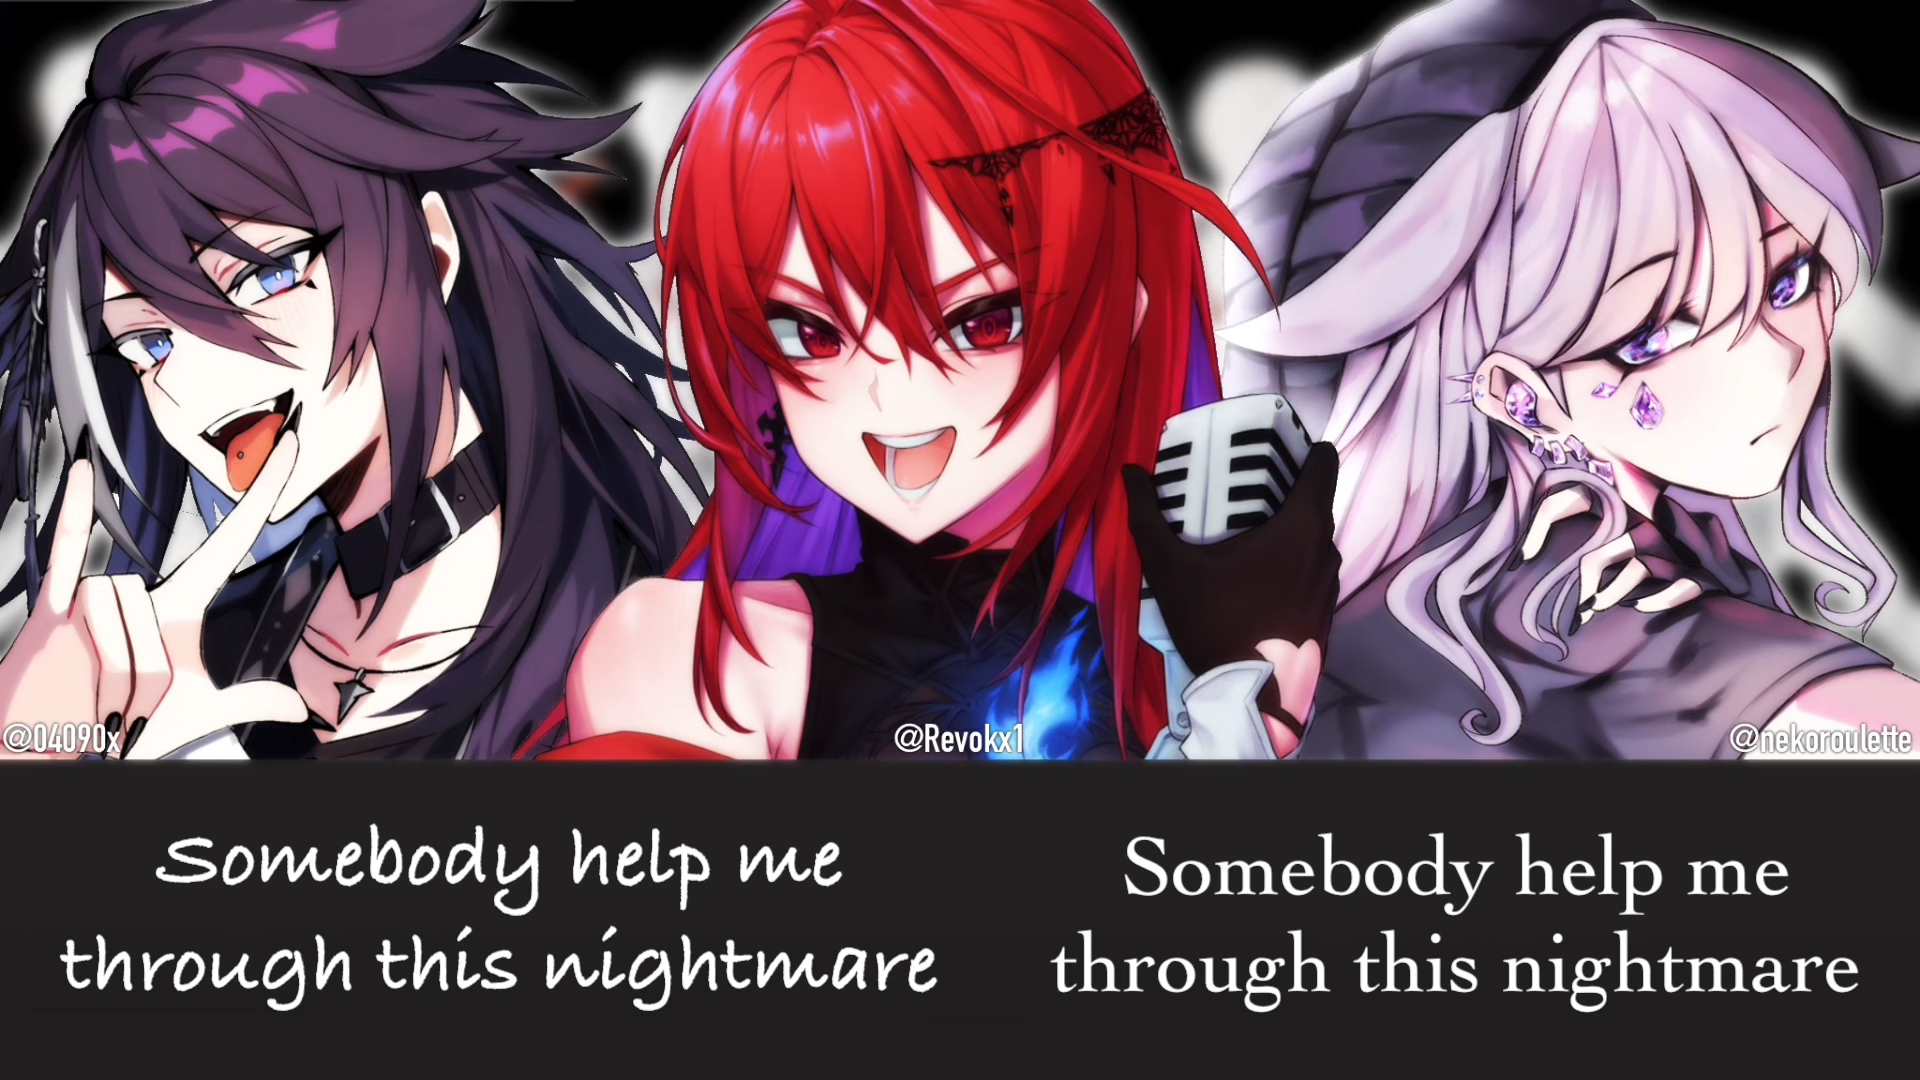 @04090x
@Revokx1
@nekoroulette
Somebody help me
through this nightmare
Somebody help me
through this nightmare